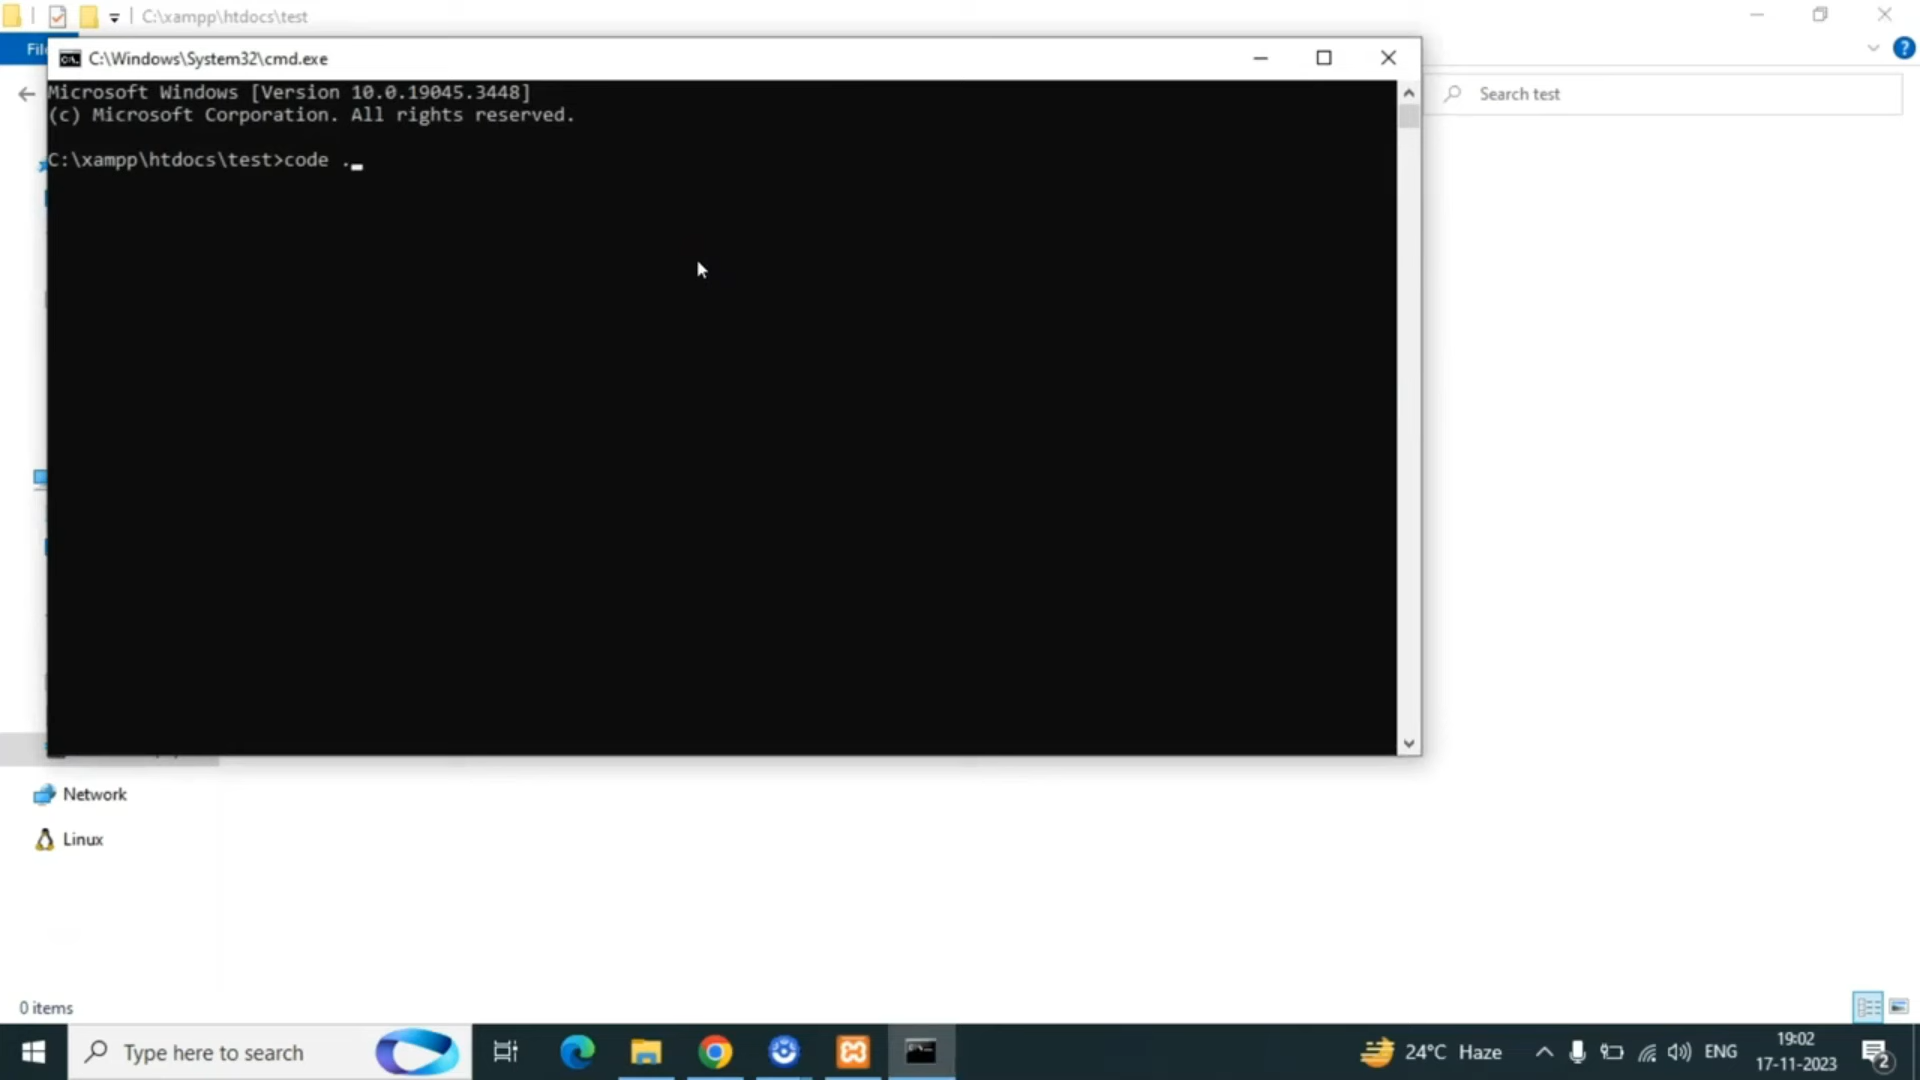 C:\xampp\htdocs\test
C:\Windows\System32\cmd.exe
Microsoft Windows [Version 10.0.19045.3448]
(c) Microsoft Corporation. All rights reserved.
C:\xampp\htdocs\test>code ._
Search test
Network
Linux
0 items
Type here to search
24°C Haze
ENG
19:02
17-11-2023
2